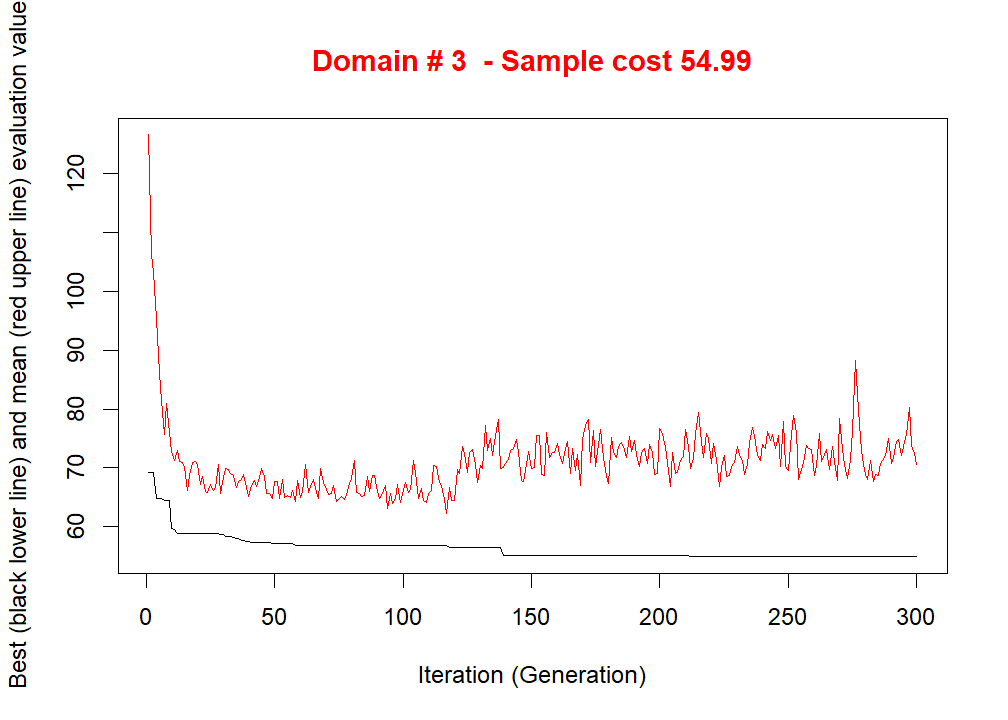 Domain # 3  - Sample cost 54.99
Best (black lower line) and mean (red upper line) evaluation value
120
100
90
80
70
60
0 50 100 150 200 250 300
Iteration (Generation)